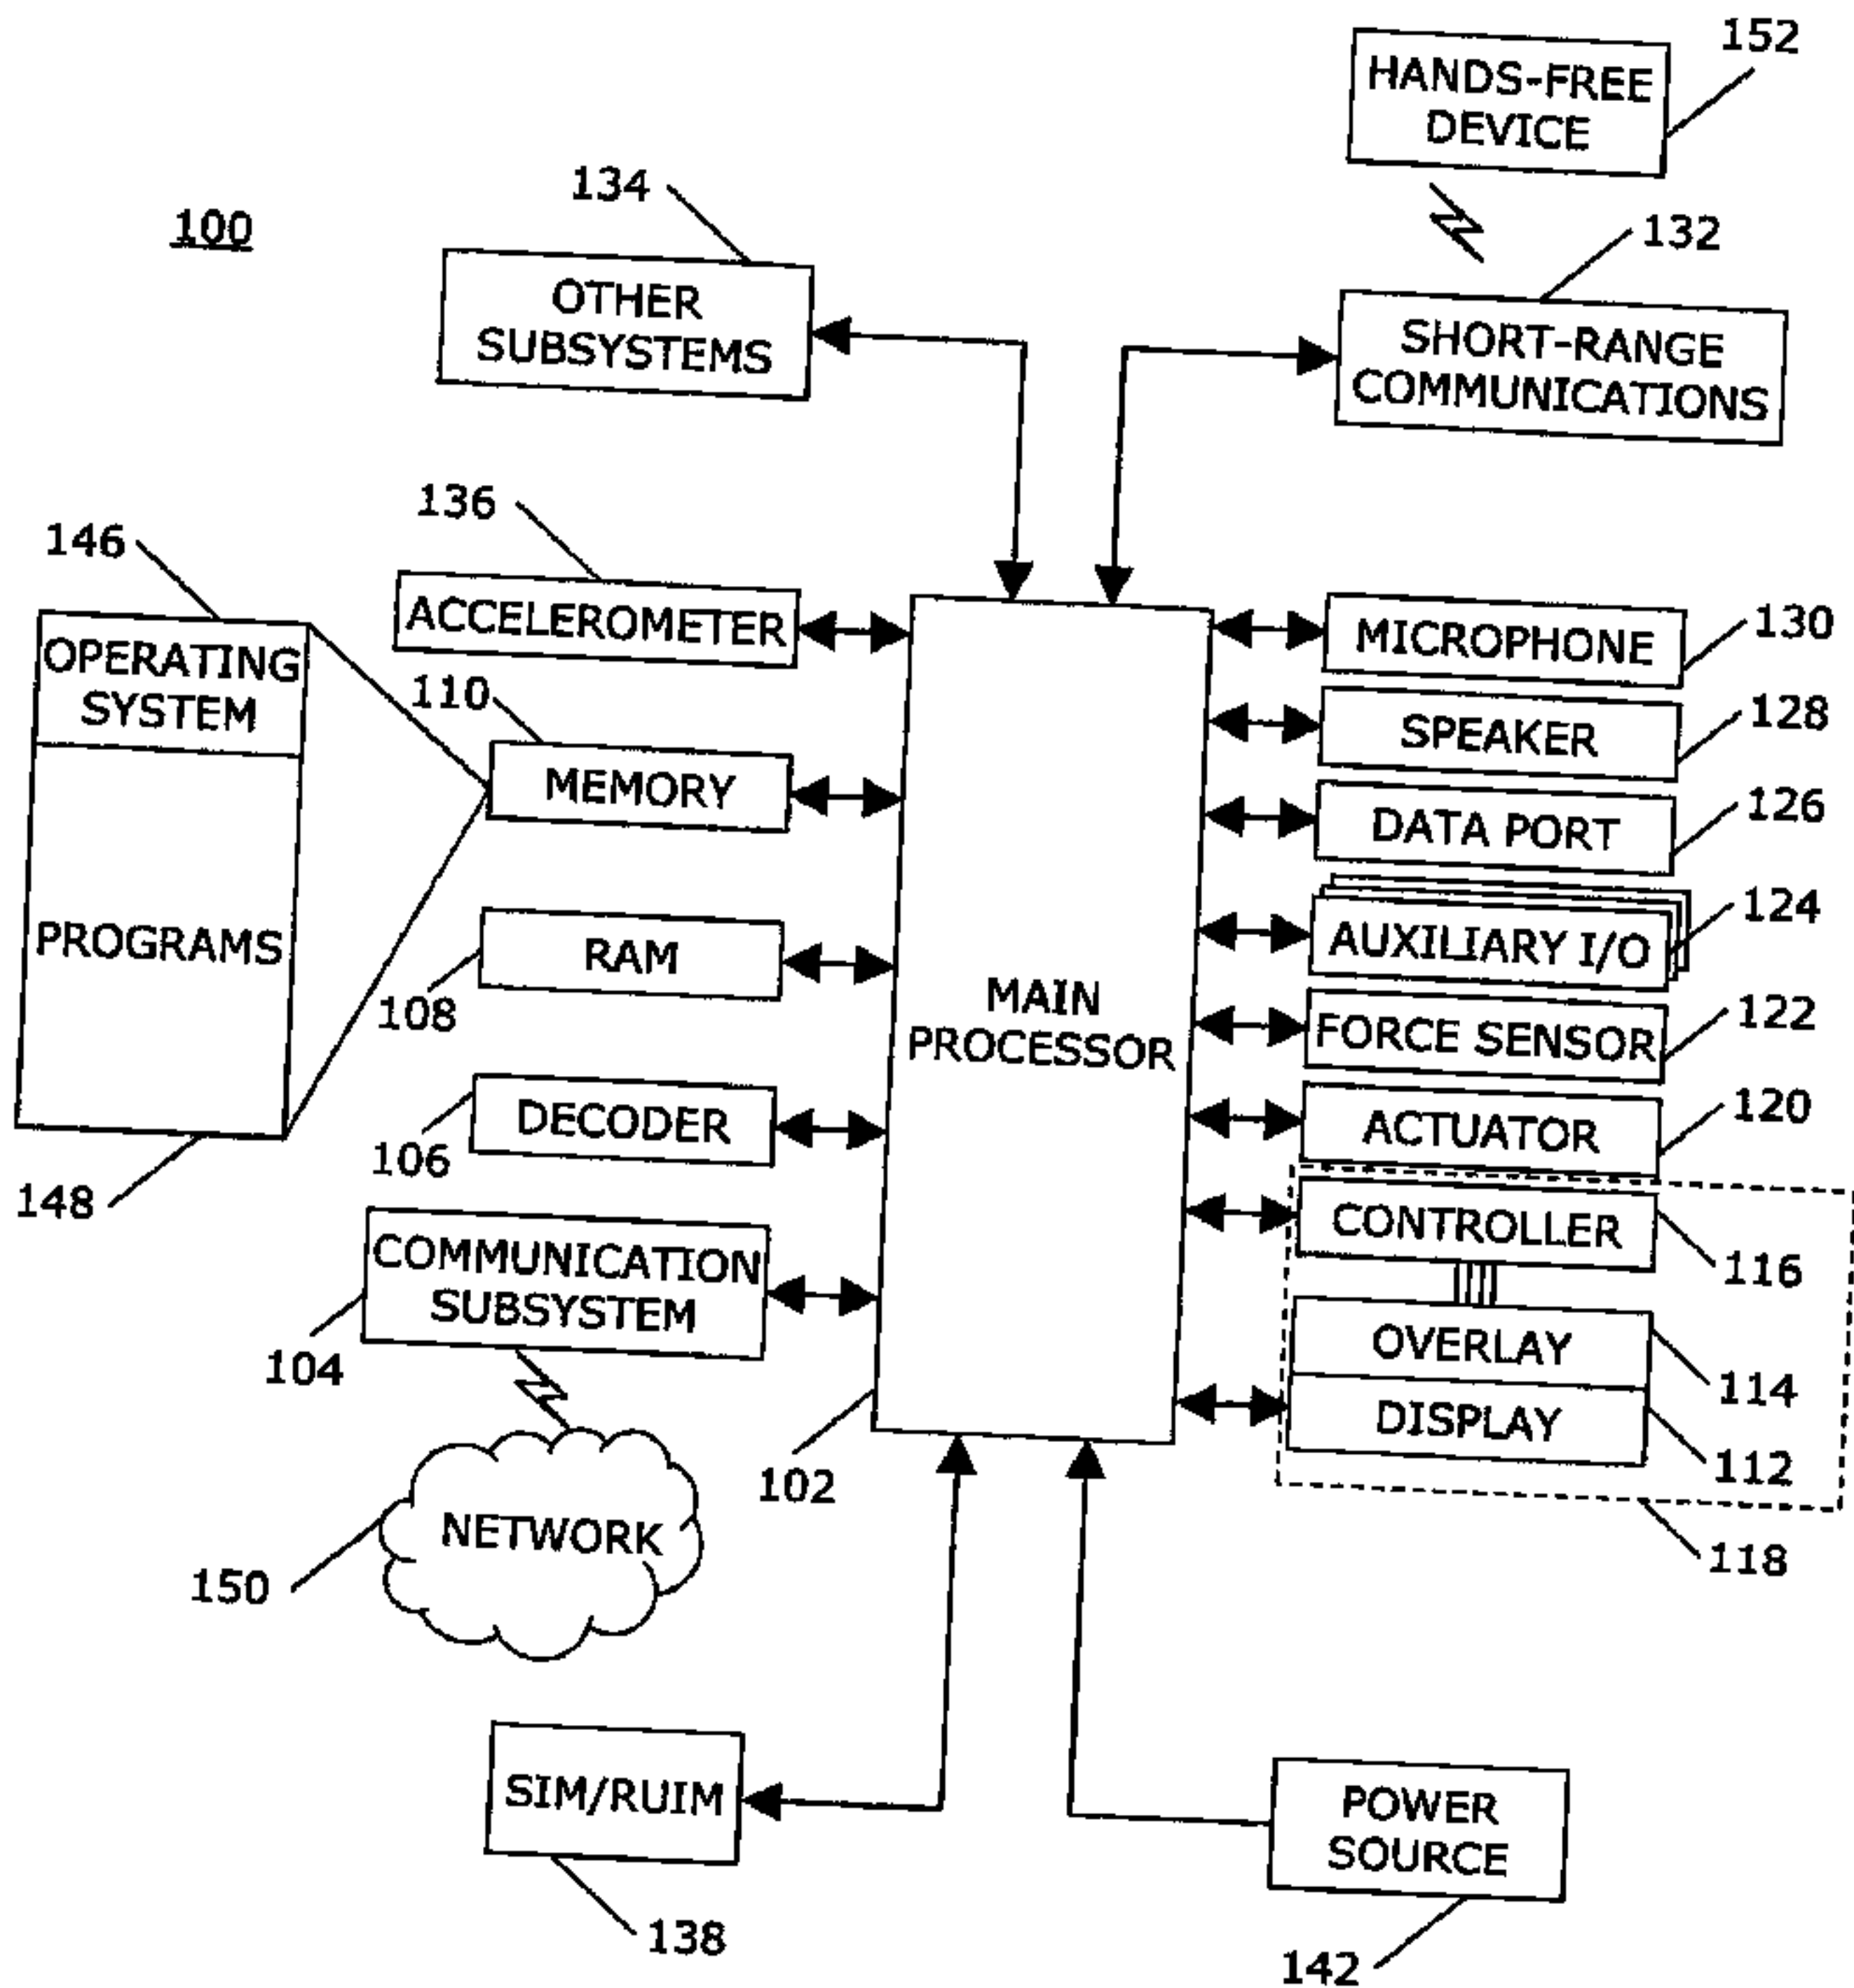 152
HANDS-FREE
DEVICE
134
100
132
OTHER
SUBSYSTEMS
SHORT-RANGE
COMMUNICATIONS
136
146
ACCELEROMETER
MICROPHONE
130
OPERATING
SYSTEM
110
SPEAKER
128
MEMORY
DATA PORT
126
PROGRAMS
RAM
108
MAIN
PROCESSOR
AUXILIARY I/O
124
FORCE SENSOR
122
DECODER
106
ACTUATOR
120
148
COMMUNICATION
SUBSYSTEM
104
CONTROLLER
116
OVERLAY
114
DISPLAY
112
102
118
NETWORK
150
SIM/RUIM
138
POWER
SOURCE
142